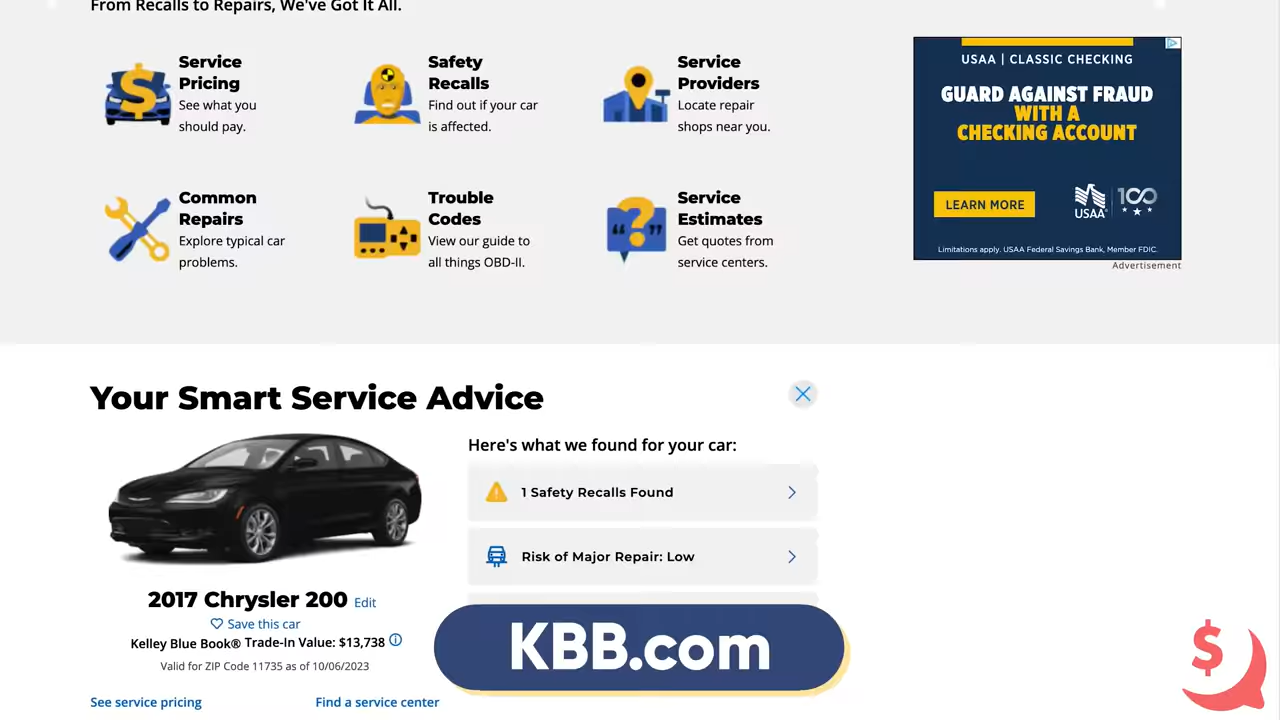 From Recalls to Repairs, We've Got It All.
Service
Pricing
See what you
should pay.
Safety
Recalls
Find out if your car
is affected.
Service
Providers
Locate repair
shops near you.
Common
Repairs
Explore typical car
problems.
Trouble
Codes
View our guide to
all things OBD-II.
Service
Estimates
Get quotes from
service centers.
USAA | CLASSIC CHECKING
GUARD AGAINST FRAUD
WITH A
CHECKING ACCOUNT
LEARN MORE
USAA®
100
Limitations apply. USAA Federal Savings Bank, Member FDIC.
Advertisement
Your Smart Service Advice
Here's what we found for your car:
1 Safety Recalls Found
Risk of Major Repair: Low
2017 Chrysler 200 Edit
Save this car
Kelley Blue Book® Trade-In Value: $13,738
Valid for ZIP Code 11735 as of 10/06/2023
See service pricing
Find a service center
KBB.com
$